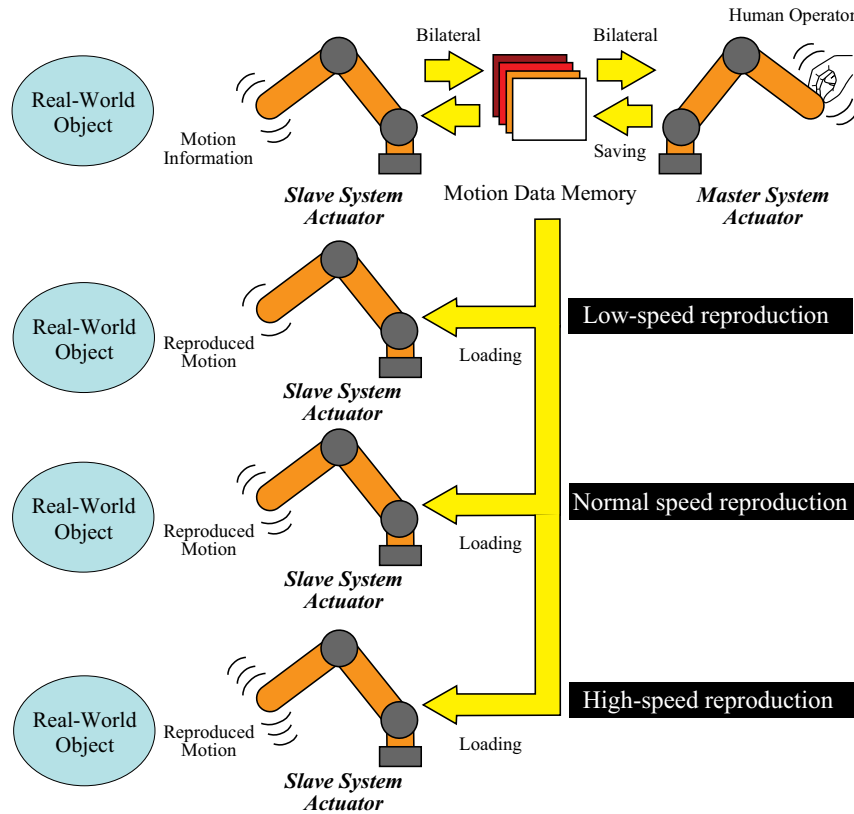 Human Operator
Bilateral
Bilateral
Real-World
Object
Motion
Information
Saving
Slave System
Actuator
Motion Data Memory
Master System
Actuator
Real-World
Object
Reproduced
Motion
Loading
Low-speed reproduction
Slave System
Actuator
Real-World
Object
Reproduced
Motion
Loading
Normal speed reproduction
Slave System
Actuator
Real-World
Object
Reproduced
Motion
Loading
High-speed reproduction
Slave System
Actuator